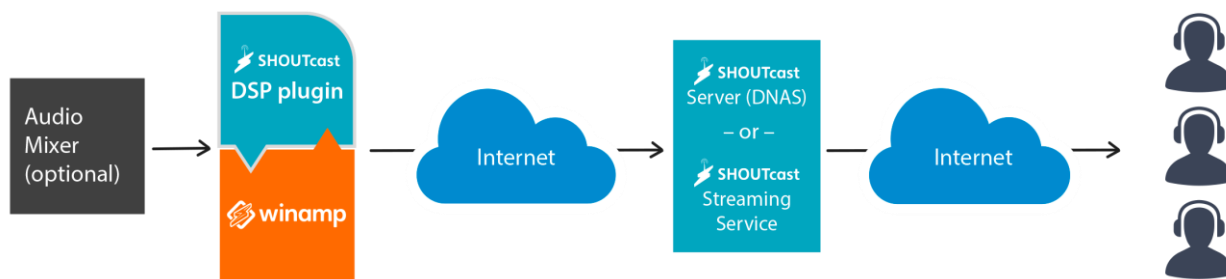 Audio
Mixer
(optional)
SHOUTcast
DSP plugin
winamp
Internet
SHOUTcast
Server (DNAS)
– or –
SHOUTcast
Streaming
Service
Internet